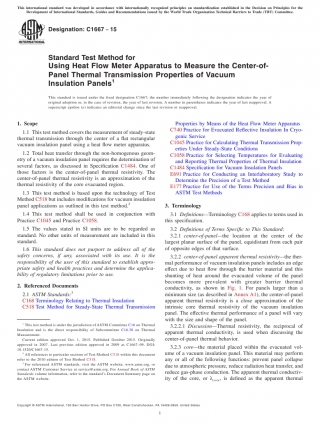 This international standard was developed in accordance with internationally recognized principles on standardization established in the Decision on Principles for the
Development of International Standards, Guides and Recommendations issued by the World Trade Organization Technical Barriers to Trade (TBT) Committee.
Designation: C1667 − 15
Standard Test Method for
Using Heat Flow Meter Apparatus to Measure the Center-of-
Panel Thermal Transmission Properties of Vacuum
Insulation Panels¹
This standard is issued under the fixed designation C1667; the number immediately following the designation indicates the year of
original adoption or, in the case of revision, the year of last revision. A number in parentheses indicates the year of last reapproval. A
superscript epsilon (ε) indicates an editorial change since the last revision or reapproval.
1. Scope
1.1 This test method covers the measurement of steady-state
thermal transmission through the center of a flat rectangular
vacuum insulation panel using a heat flow meter apparatus.
1.2 Total heat transfer through the non-homogenous geom-
etry of a vacuum insulation panel requires the determination of
several factors, as discussed in Specification C1484. One of
those factors is the center-of-panel thermal resistivity. The
center-of-panel thermal resistivity is an approximation of the
thermal resistivity of the core evacuated region.
1.3 This test method is based upon the technology of Test
Method C518 but includes modifications for vacuum insulation
panel applications as outlined in this test method.²
1.4 This test method shall be used in conjunction with
Practice C1045 and Practice C1058.
1.5 The values stated in SI units are to be regarded as
standard. No other units of measurement are included in this
standard.
1.6 This standard does not purport to address all of the
safety concerns, if any, associated with its use. It is the
responsibility of the user of this standard to establish appro-
priate safety and health practices and determine the applica-
bility of regulatory limitations prior to use.
2. Referenced Documents
2.1 ASTM Standards:³
C168 Terminology Relating to Thermal Insulation
C518 Test Method for Steady-State Thermal Transmission
¹ This test method is under the jurisdiction of ASTM Committee C16 on Thermal
Insulation and is the direct responsibility of Subcommittee C16.30 on Thermal
Measurement.
Current edition approved Oct. 1, 2015. Published October 2015. Originally
approved in 2007. Last previous edition approved in 2009 as C1667–09. DOI:
10.1520/C1667-15.
² All references to particular sections of Test Method C518 within this document
refer to the 2010 edition of Test Method C518.
³ For referenced ASTM standards, visit the ASTM website, www.astm.org, or
contact ASTM Customer Service at service@astm.org. For Annual Book of ASTM
Standards volume information, refer to the standard's Document Summary page on
the ASTM website.
Properties by Means of the Heat Flow Meter Apparatus
C740 Practice for Evacuated Reflective Insulation In Cryo-
genic Service
C1045 Practice for Calculating Thermal Transmission Prop-
erties Under Steady-State Conditions
C1058 Practice for Selecting Temperatures for Evaluating
and Reporting Thermal Properties of Thermal Insulation
C1484 Specification for Vacuum Insulation Panels
E691 Practice for Conducting an Interlaboratory Study to
Determine the Precision of a Test Method
E177 Practice for Use of the Terms Precision and Bias in
ASTM Test Methods
3. Terminology
3.1 Definitions—Terminology C168 applies to terms used in
this specification.
3.2 Definitions of Terms Specific to This Standard:
3.2.1 center-of-panel—the location at the center of the
largest planar surface of the panel, equidistant from each pair
of opposite edges of that surface.
3.2.2 center-of-panel apparent thermal resistivity—the ther-
mal performance of vacuum insulation panels includes an edge
effect due to heat flow through the barrier material and this
shunting of heat around the evacuated volume of the panel
becomes more prevalent with greater barrier thermal
conductivity, as shown in Fig. 1. For panels larger than a
minimum size (as described in Annex A1), the center-of-panel
apparent thermal resistivity is a close approximation of the
intrinsic core thermal resistivity of the vacuum insulation
panel. The effective thermal performance of a panel will vary
with the size and shape of the panel.
3.2.2.1 Discussion—Thermal resistivity, the reciprocal of
apparent thermal conductivity, is used when discussing the
center-of-panel thermal behavior.
3.2.3 core—the material placed within the evacuated vol-
ume of a vacuum insulation panel. This material may perform
any or all of the following functions: prevent panel collapse
due to atmospheric pressure, reduce radiation heat transfer, and
reduce gas-phase conduction. The apparent thermal conductiv-
ity of the core, or is defined as the apparent thermal
Copyright © ASTM International, 100 Barr Harbor Drive, PO Box C700, West Conshohocken, PA 19428-2959, United States
1